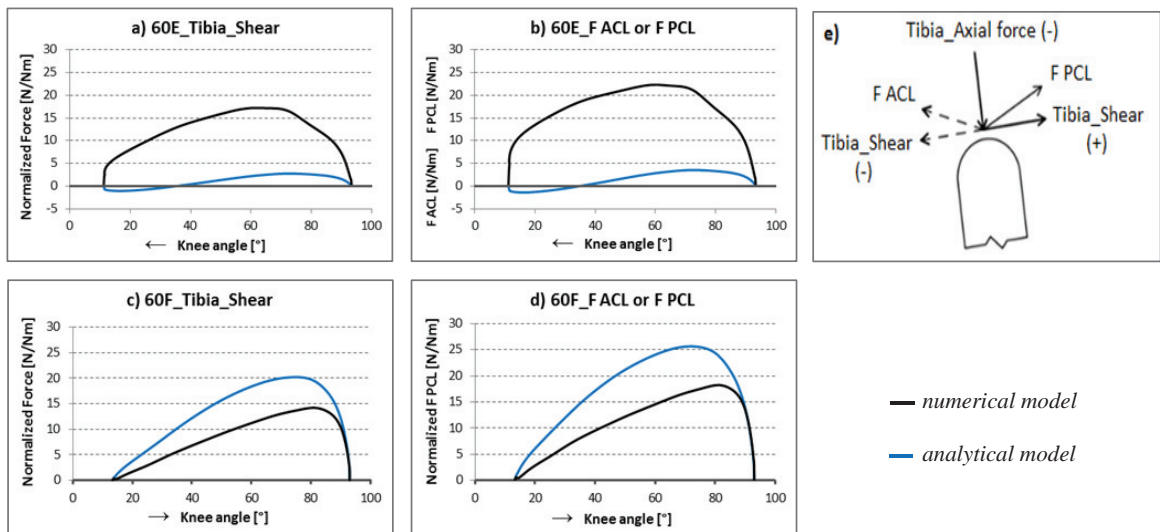 a) 60E_Tibia_Shear
Normalized Force [N/Nm]
30
25
20
15
10
5
0
-5
0 20 40 60 80 100
← Knee angle [°]
b) 60E_F ACL or F PCL
F ACL [N/Nm] F PCL [N/Nm]
30
25
20
15
10
5
0
-5
0 20 40 60 80 100
← Knee angle [°]
e)
Tibia_Axial force (-)
F PCL
F ACL
Tibia_Shear
(+)
Tibia_Shear
(-)
c) 60F_Tibia_Shear
Normalized Force [N/Nm]
30
25
20
15
10
5
0
0 20 40 60 80 100
→ Knee angle [°]
d) 60F_F ACL or F PCL
Normalized F PCL [N/Nm]
30
25
20
15
10
5
0
0 20 40 60 80 100
→ Knee angle [°]
numerical model
analytical model